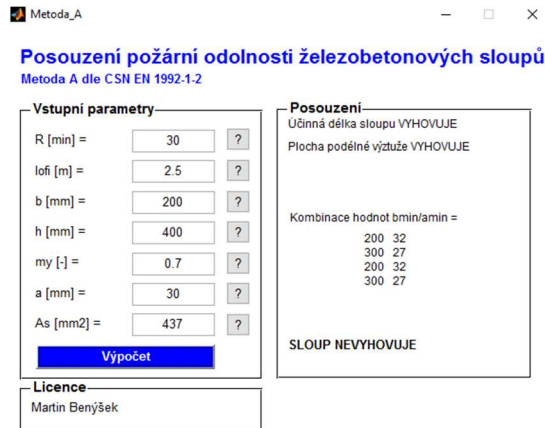 Metoda_A
Posouzení požární odolnosti železobetonových sloupů
Metoda A dle CSN EN 1992-1-2
Vstupní parametry
R [min] = 30 ?
lofi [m] = 2.5 ?
b [mm] = 200 ?
h [mm] = 400 ?
my [-] = 0.7 ?
a [mm] = 30 ?
As [mm2] = 437 ?
Výpočet
Licence
Martin Benýšek
Posouzení
Účinná délka sloupu VYHOVUJE
Plocha podélné výztuže VYHOVUJE
Kombinace hodnot bmin/amin =
200 32
300 27
200 32
300 27
SLOUP NEVYHOVUJE